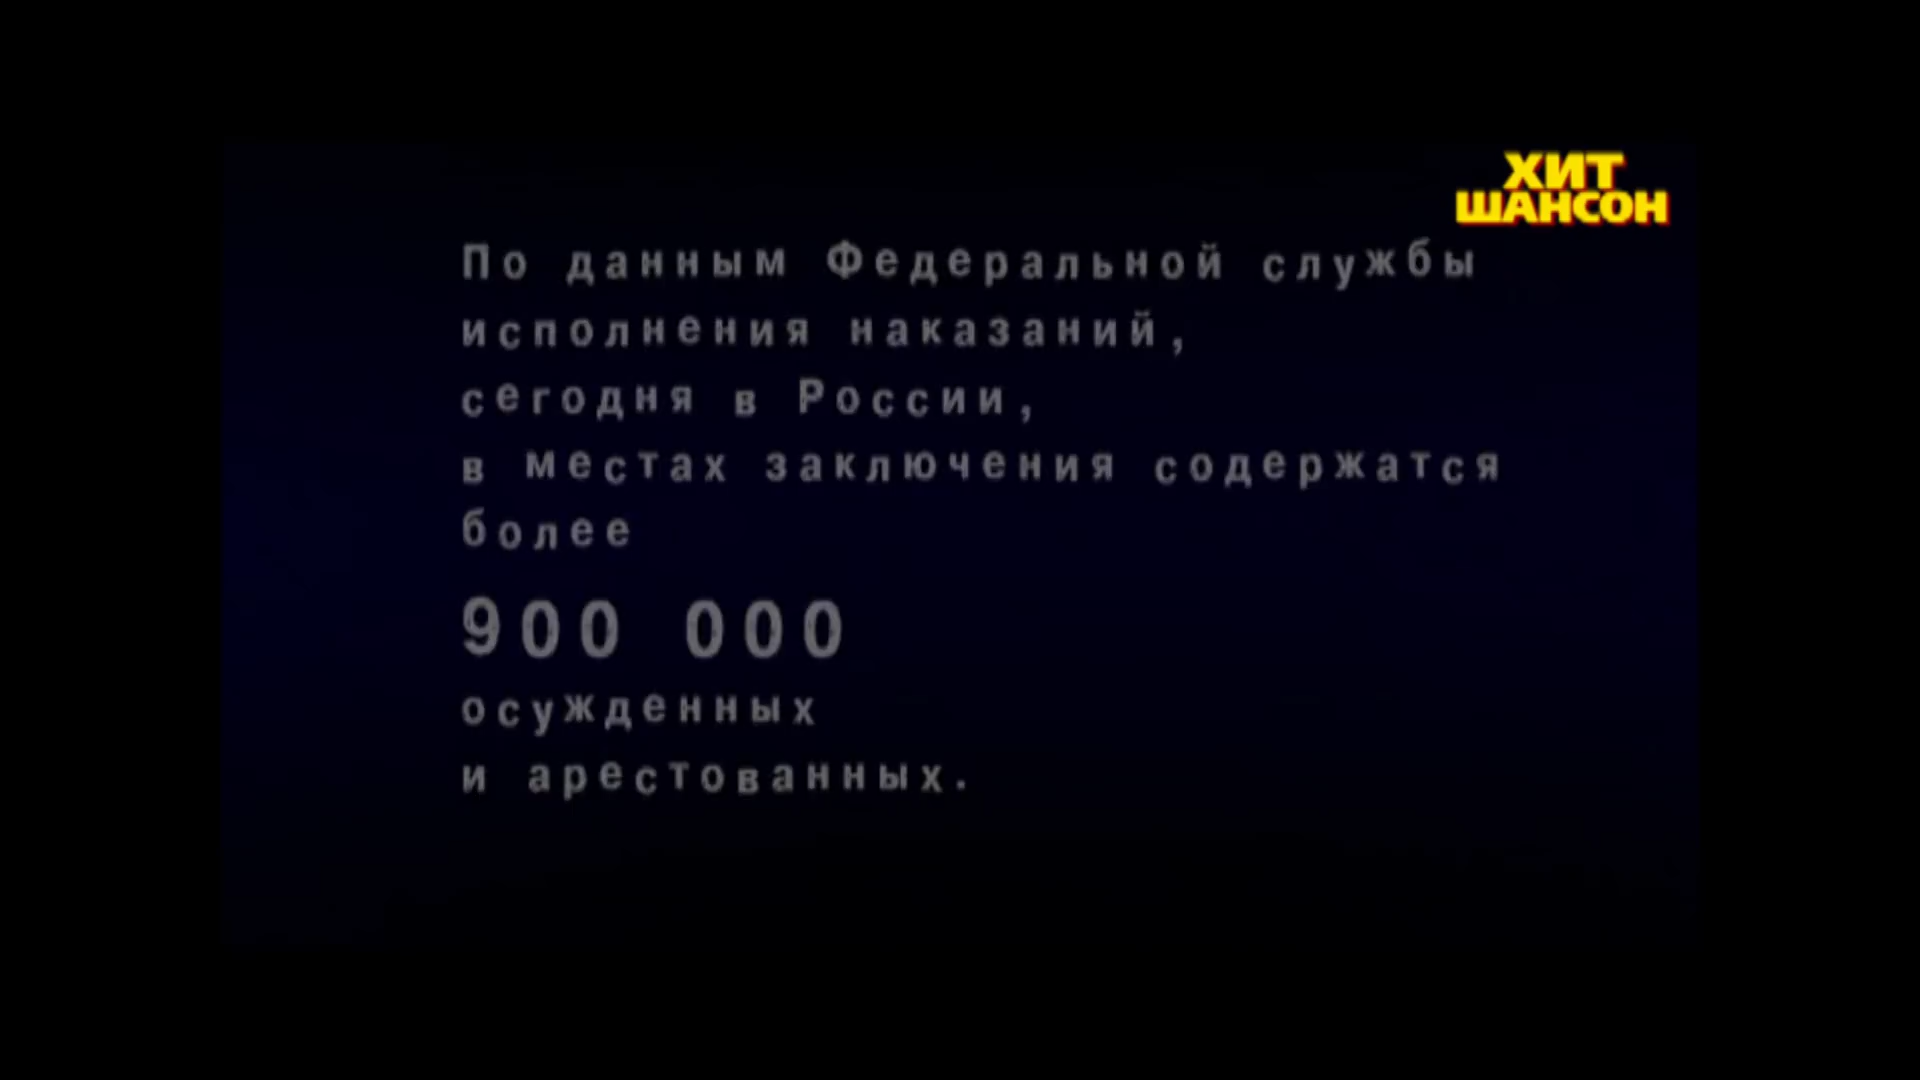 ХИТ
ШАНСОН
По данным Федеральной службы
исполнения наказаний,
сегодня в России,
в местах заключения содержатся
более
900 000
осужденных
и арестованных.